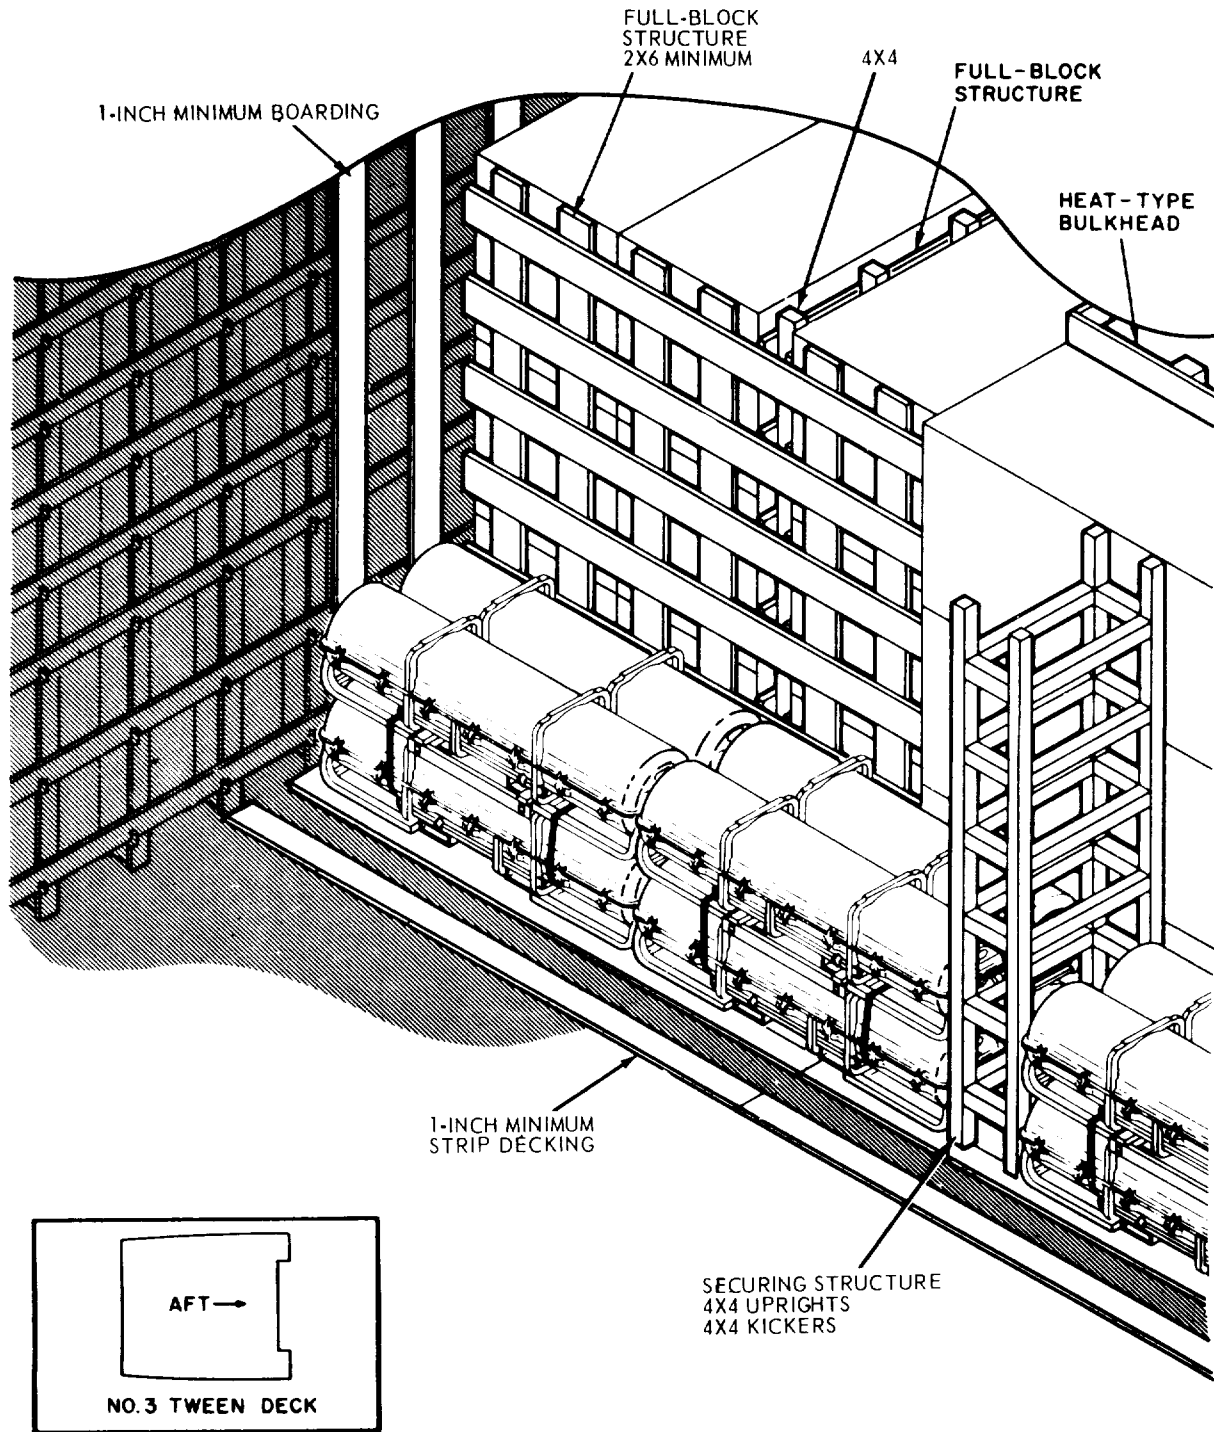 FULL-BLOCK
STRUCTURE
2X6 MINIMUM
4X4
FULL-BLOCK
STRUCTURE
1-INCH MINIMUM BOARDING
HEAT-TYPE
BULKHEAD
1-INCH MINIMUM
STRIP DECKING
SECURING STRUCTURE
4X4 UPRIGHTS
4X4 KICKERS
AFT
NO.3 TWEEN DECK